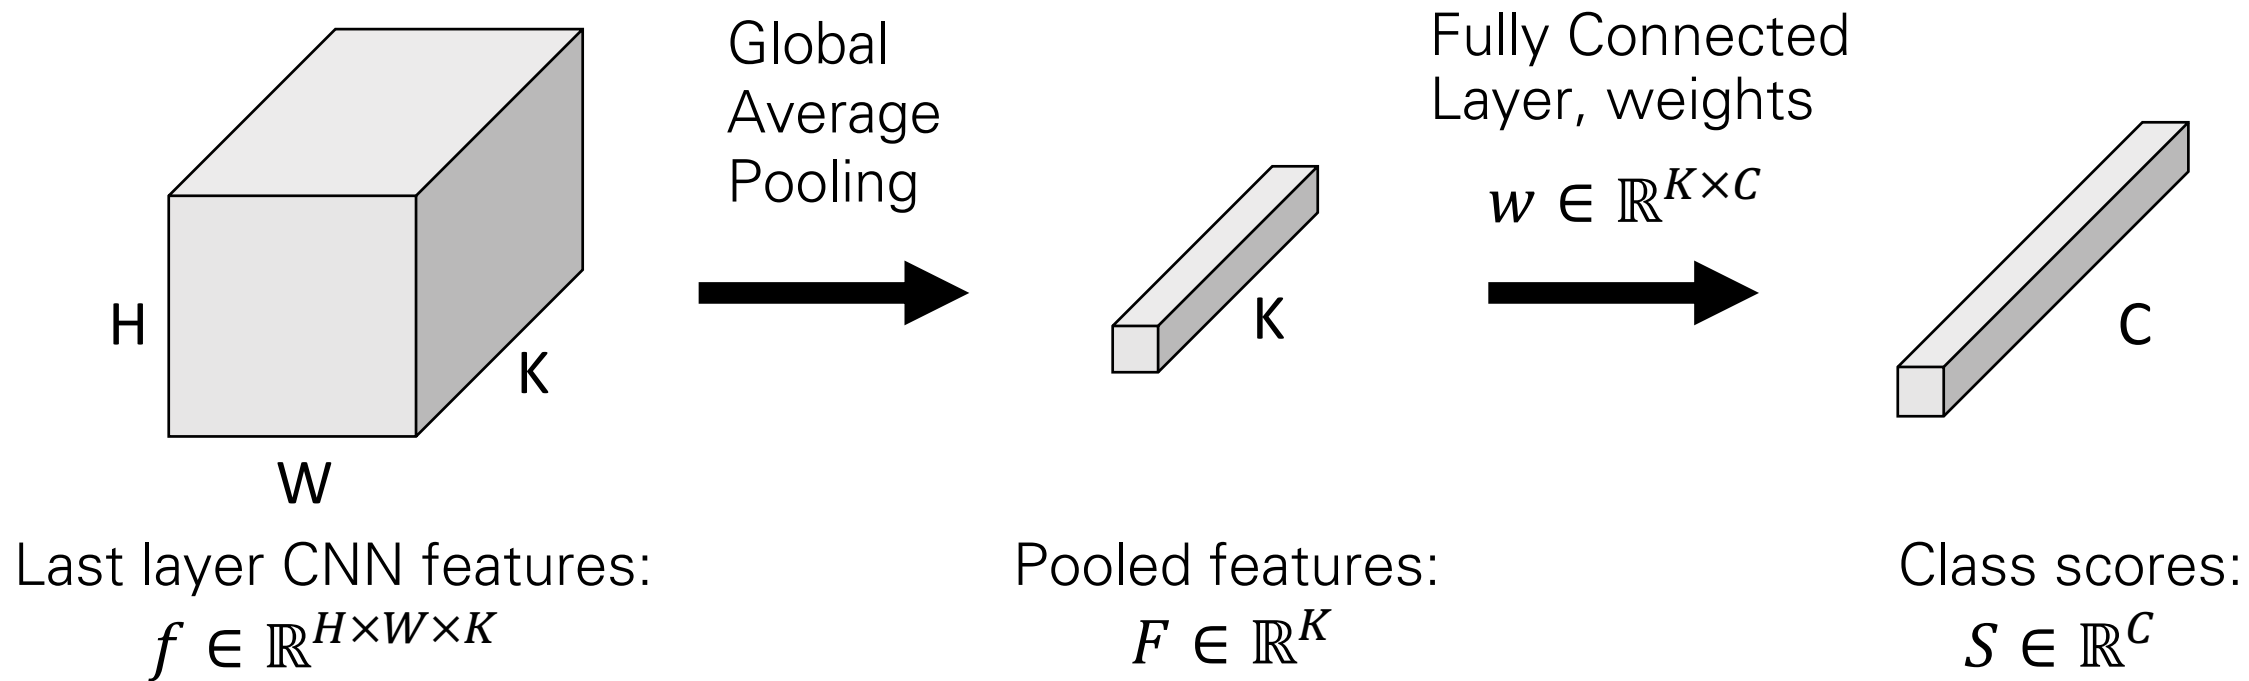 Global
Average
Pooling
Fully Connected
Layer, weights
w ∈ ℝ^{K×C}
H
K
W
K
C
Last layer CNN features:
f ∈ ℝ^{H×W×K}
Pooled features:
F ∈ ℝ^K
Class scores:
S ∈ ℝ^C